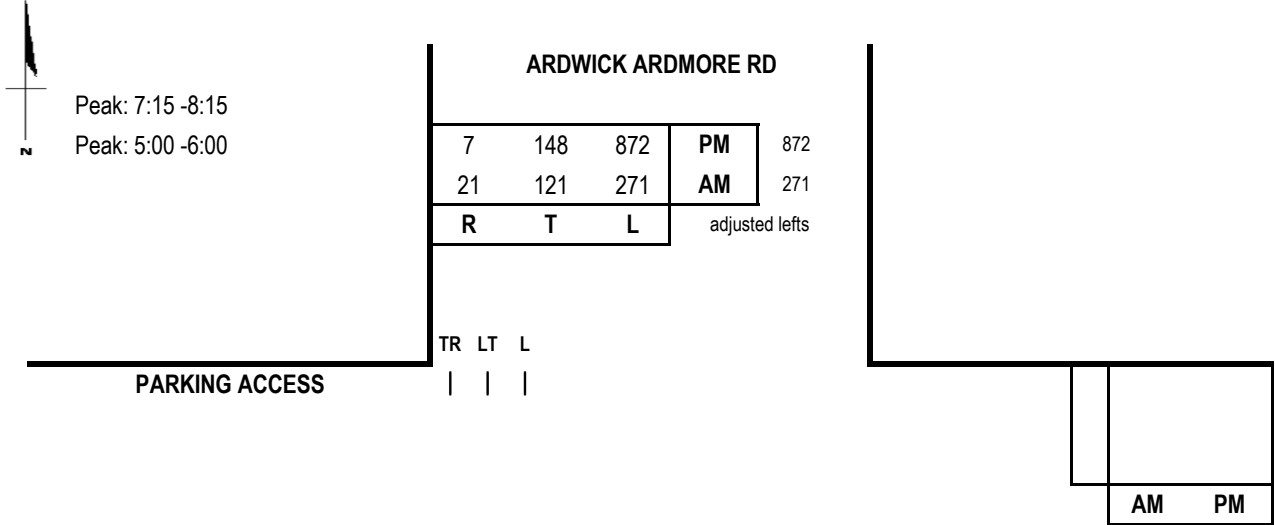 ARDWICK ARDMORE RD
Peak: 7:15 -8:15
Peak: 5:00 -6:00
N
7 148 872 PM 872
21 121 271 AM 271
R T L adjusted lefts
TR LT L
PARKING ACCESS
AM PM